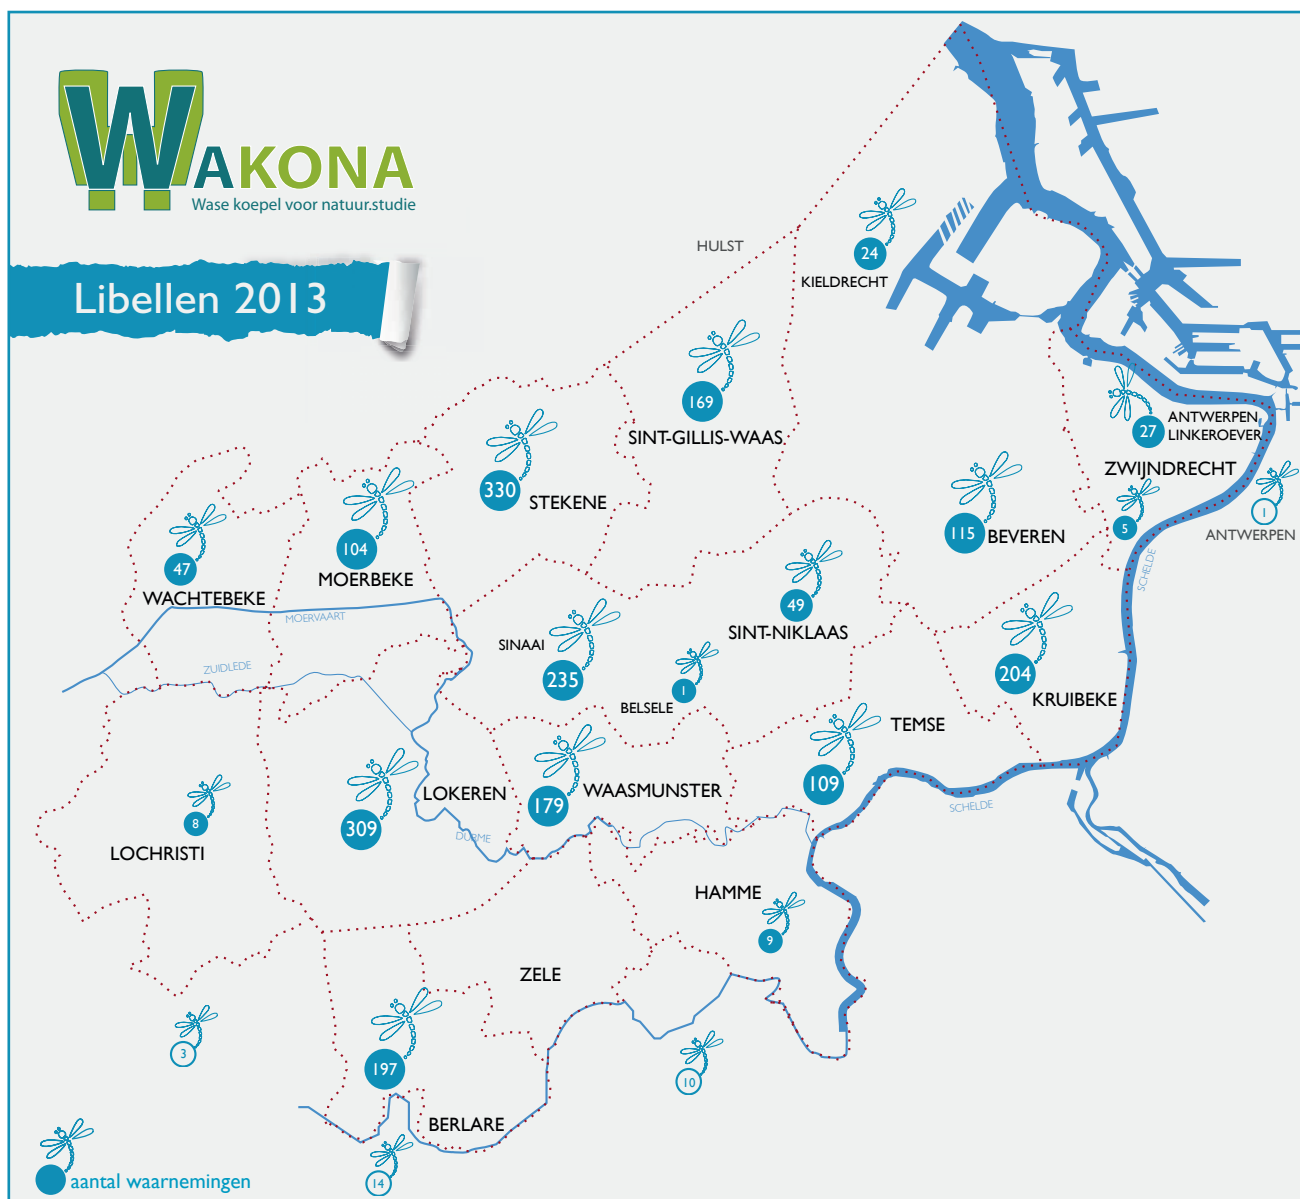 WAKONA
Wase koepel voor natuur.studie
Libellen 2013
HULST
24
KIELDRECHT
169
SINT-GILLIS-WAAS
27
ANTWERPEN
LINKEROEVER
ZWIJNDRECHT
5
1
ANTWERPEN
330
STEKENE
115
BEVEREN
104
MOERBEKE
47
WACHTEBEKE
MOERVAART
ZUIDLEDE
SCHELDE
49
SINT-NIKLAAS
SINAAI
235
BELSELE
1
204
KRUIBEKE
TEMSE
109
SCHELDE
179
WAASMUNSTER
LOKEREN
309
DURME
8
LOCHRISTI
HAMME
9
ZELE
3
197
BERLARE
10
14
aantal waarnemingen